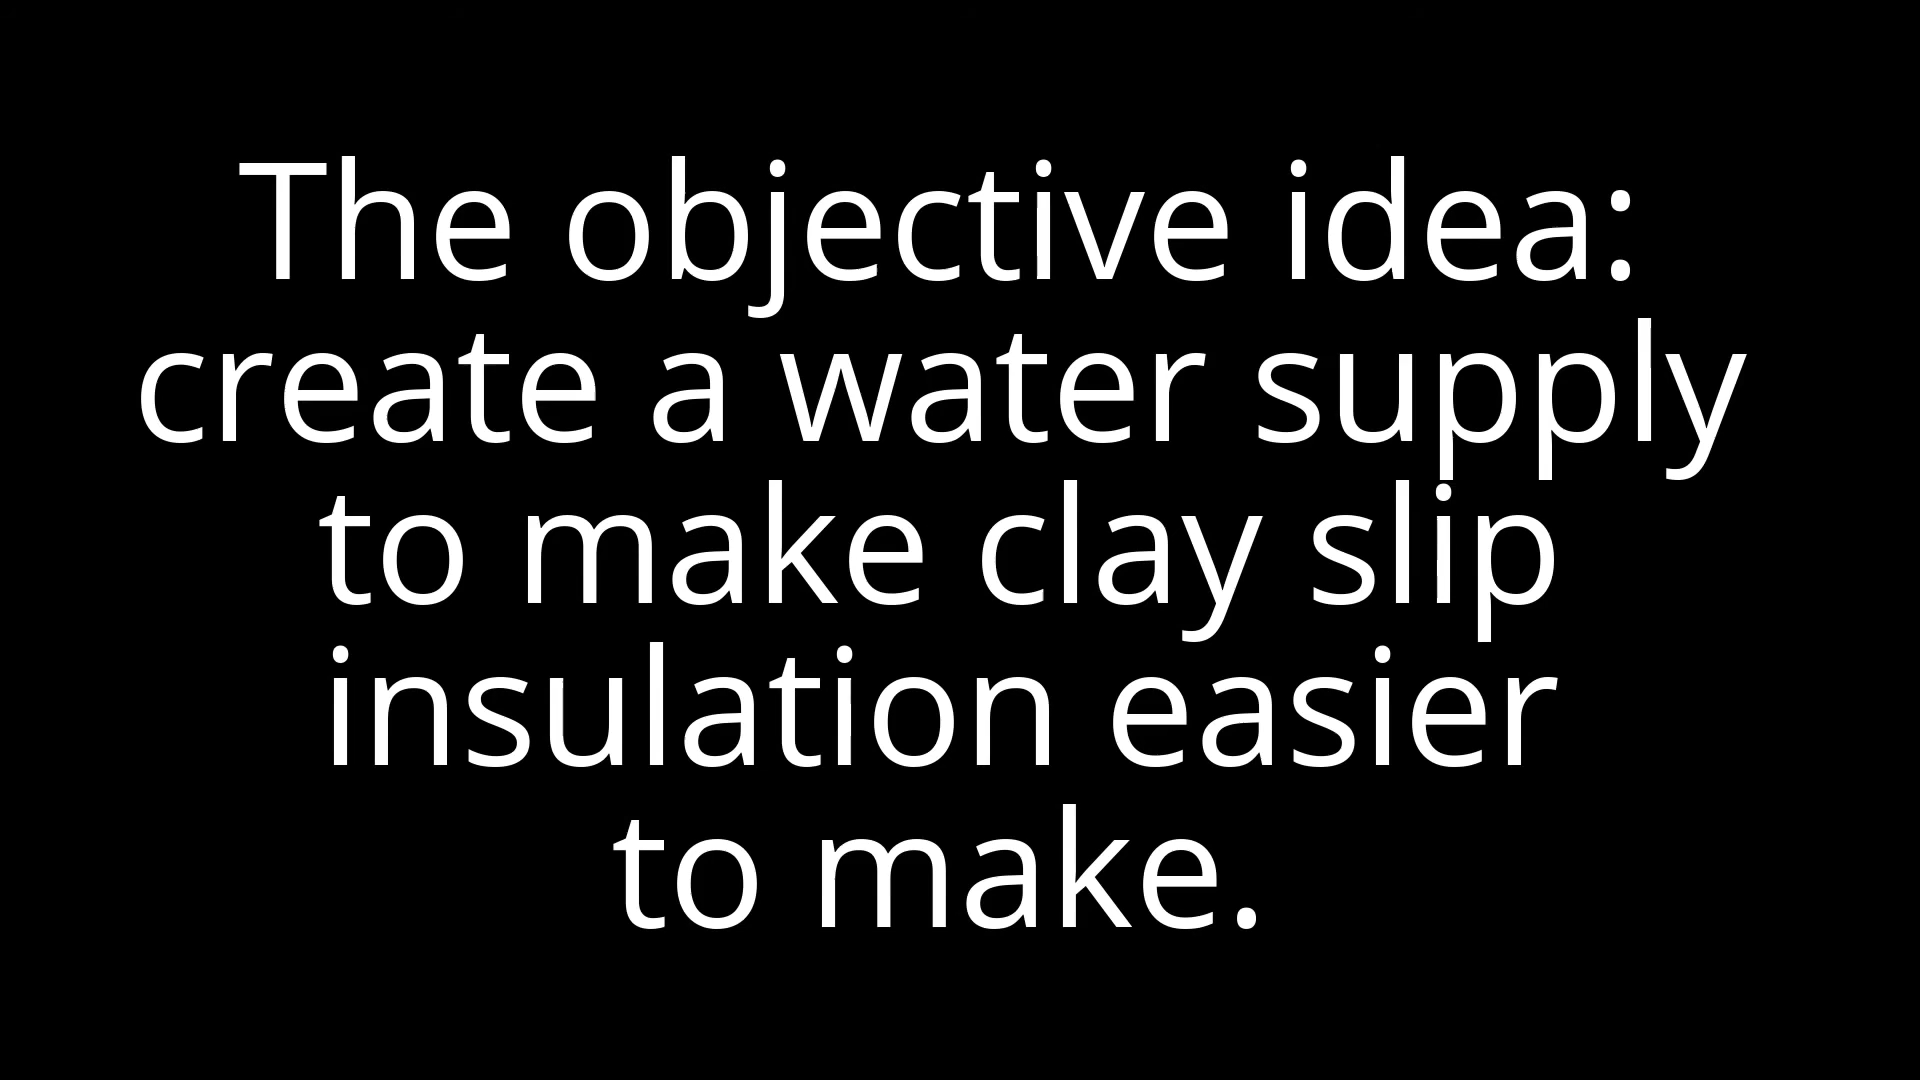 The objective idea:
create a water supply
to make clay slip
insulation easier
to make.